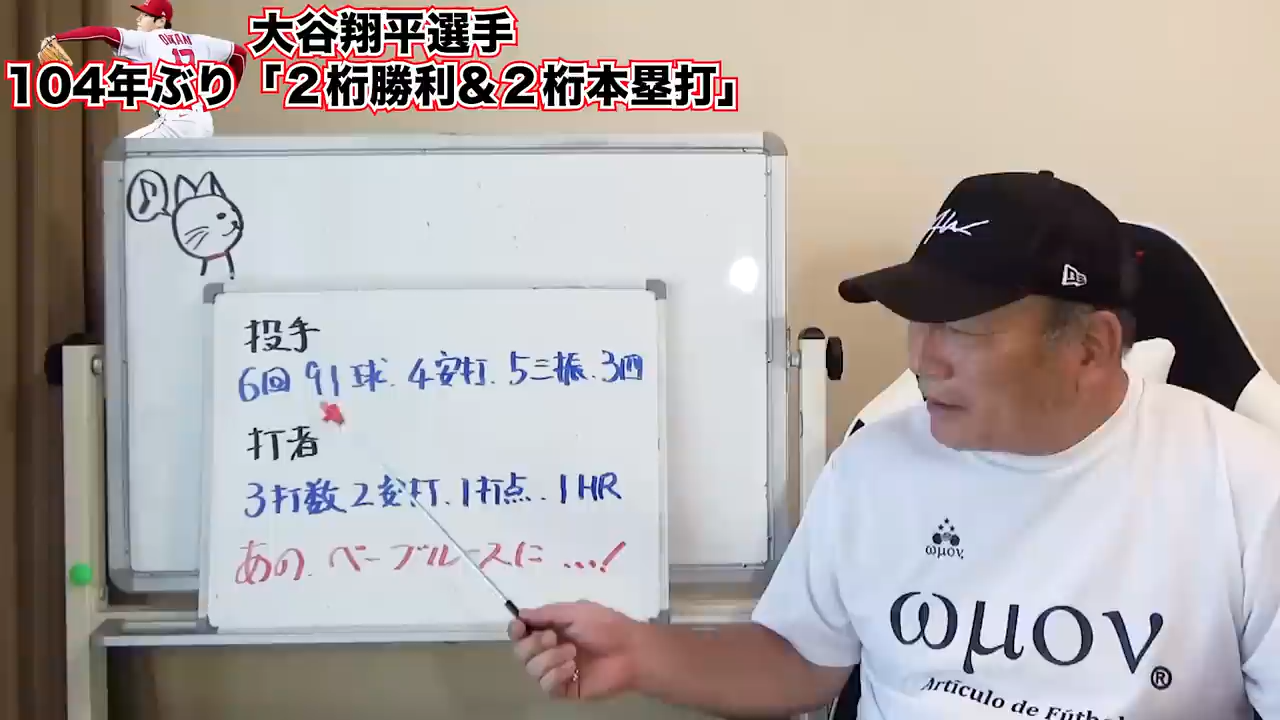 大谷翔平選手
104年ぶり「２桁勝利&２桁本塁打」
投手
6回 91球. 4安打. 5三振. 3四
打者
3打数 2安打. 1打点. 1HR
あの. ベーブルースに…!
ωμον.
ωμον®
Artículo de Fútb